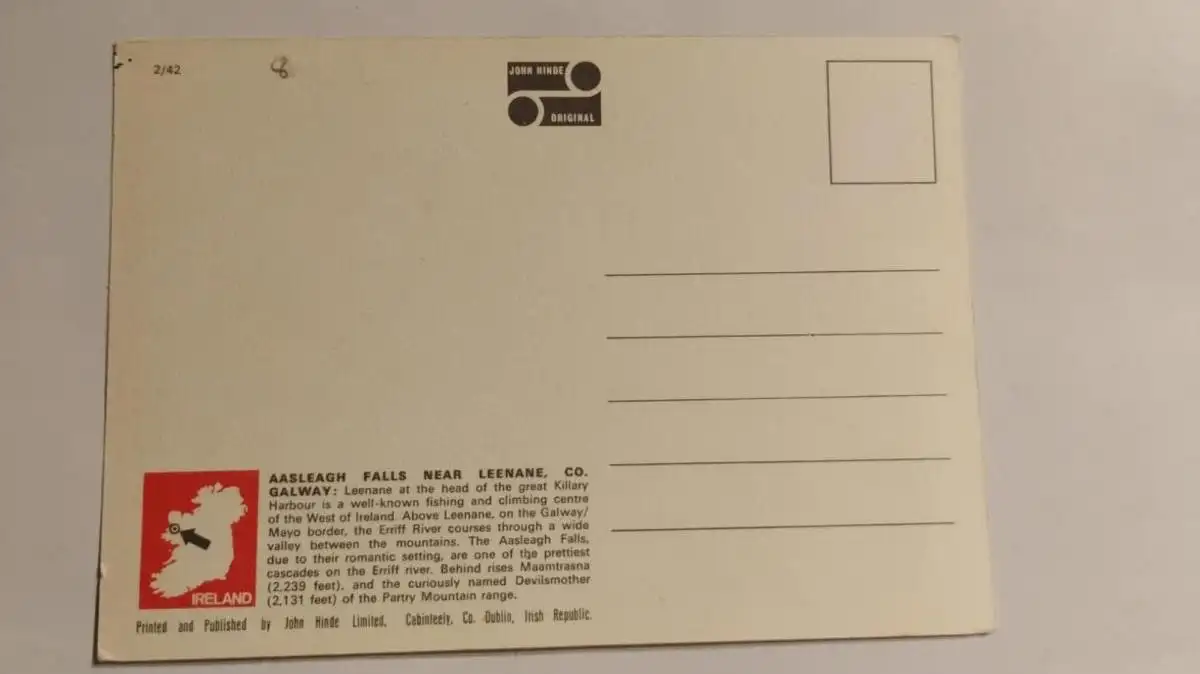 2/42
8
JOHN HINDE
ORIGINAL
AASLEAGH FALLS NEAR LEENANE, CO.
GALWAY: Leenane at the head of the great Killary
Harbour is a well-known fishing and climbing centre
of the West of Ireland. Above Leenane, on the Galway/
Mayo border, the Erriff River courses through a wide
valley between the mountains. The Aasleagh Falls,
due to their romantic setting, are one of the prettiest
cascades on the Erriff river. Behind rises Maamtrasna
(2,239 feet), and the curiously named Devilsmother
(2,131 feet) of the Partry Mountain range.
IRELAND
Printed and Published by John Hinde Limited, Cabinteely, Co. Dublin, Irish Republic.